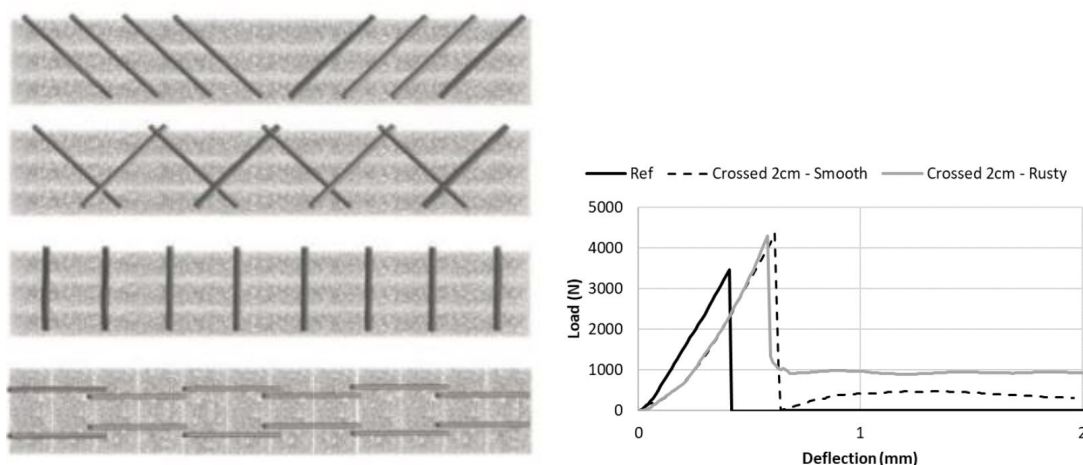 Ref Crossed 2cm - Smooth Crossed 2cm - Rusty
5000
4000
3000
2000
1000
0
Load (N)
0 1 2
Deflection (mm)